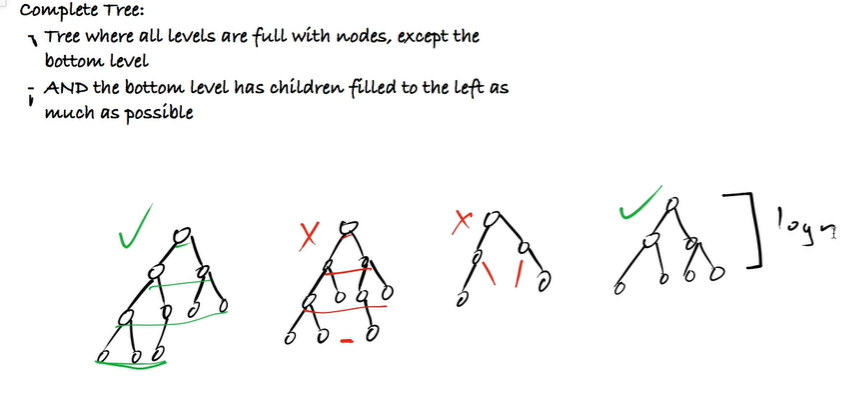 Complete Tree:
- Tree where all levels are full with nodes, except the
bottom level
- AND the bottom level has children filled to the left as
much as possible
log n